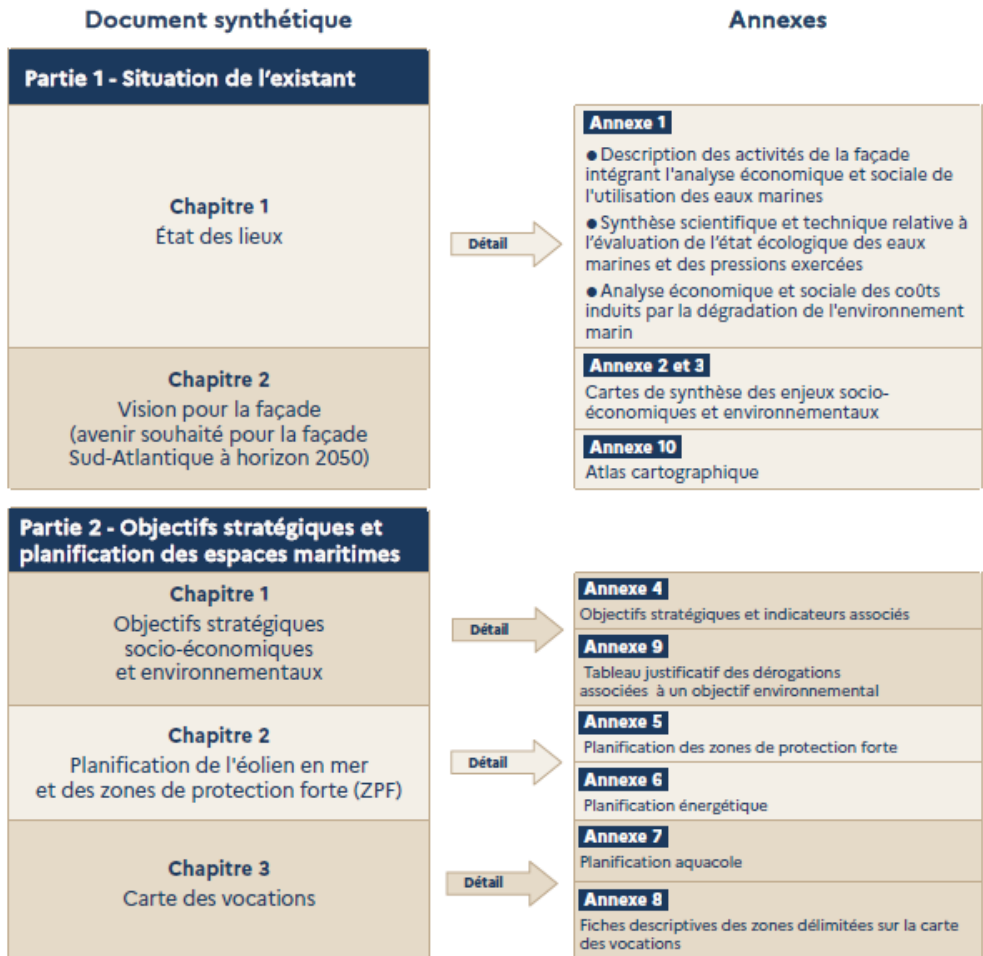 Document synthétique
Annexes
Partie 1 - Situation de l'existant
Chapitre 1
État des lieux
Détail
Annexe 1
● Description des activités de la façade
intégrant l'analyse économique et sociale de
l'utilisation des eaux marines
● Synthèse scientifique et technique relative à
l'évaluation de l'état écologique des eaux
marines et des pressions exercées
● Analyse économique et sociale des coûts
induits par la dégradation de l'environnement
marin
Chapitre 2
Vision pour la façade
(avenir souhaité pour la façade
Sud-Atlantique à horizon 2050)
Annexe 2 et 3
Cartes de synthèse des enjeux socio-
économiques et environnementaux
Annexe 10
Atlas cartographique
Partie 2 - Objectifs stratégiques et
planification des espaces maritimes
Chapitre 1
Objectifs stratégiques
socio-économiques
et environnementaux
Détail
Annexe 4
Objectifs stratégiques et indicateurs associés
Annexe 9
Tableau justificatif des dérogations
associées à un objectif environnemental
Chapitre 2
Planification de l'éolien en mer
et des zones de protection forte (ZPF)
Détail
Annexe 5
Planification des zones de protection forte
Annexe 6
Planification énergétique
Chapitre 3
Carte des vocations
Détail
Annexe 7
Planification aquacole
Annexe 8
Fiches descriptives des zones délimitées sur la carte
des vocations